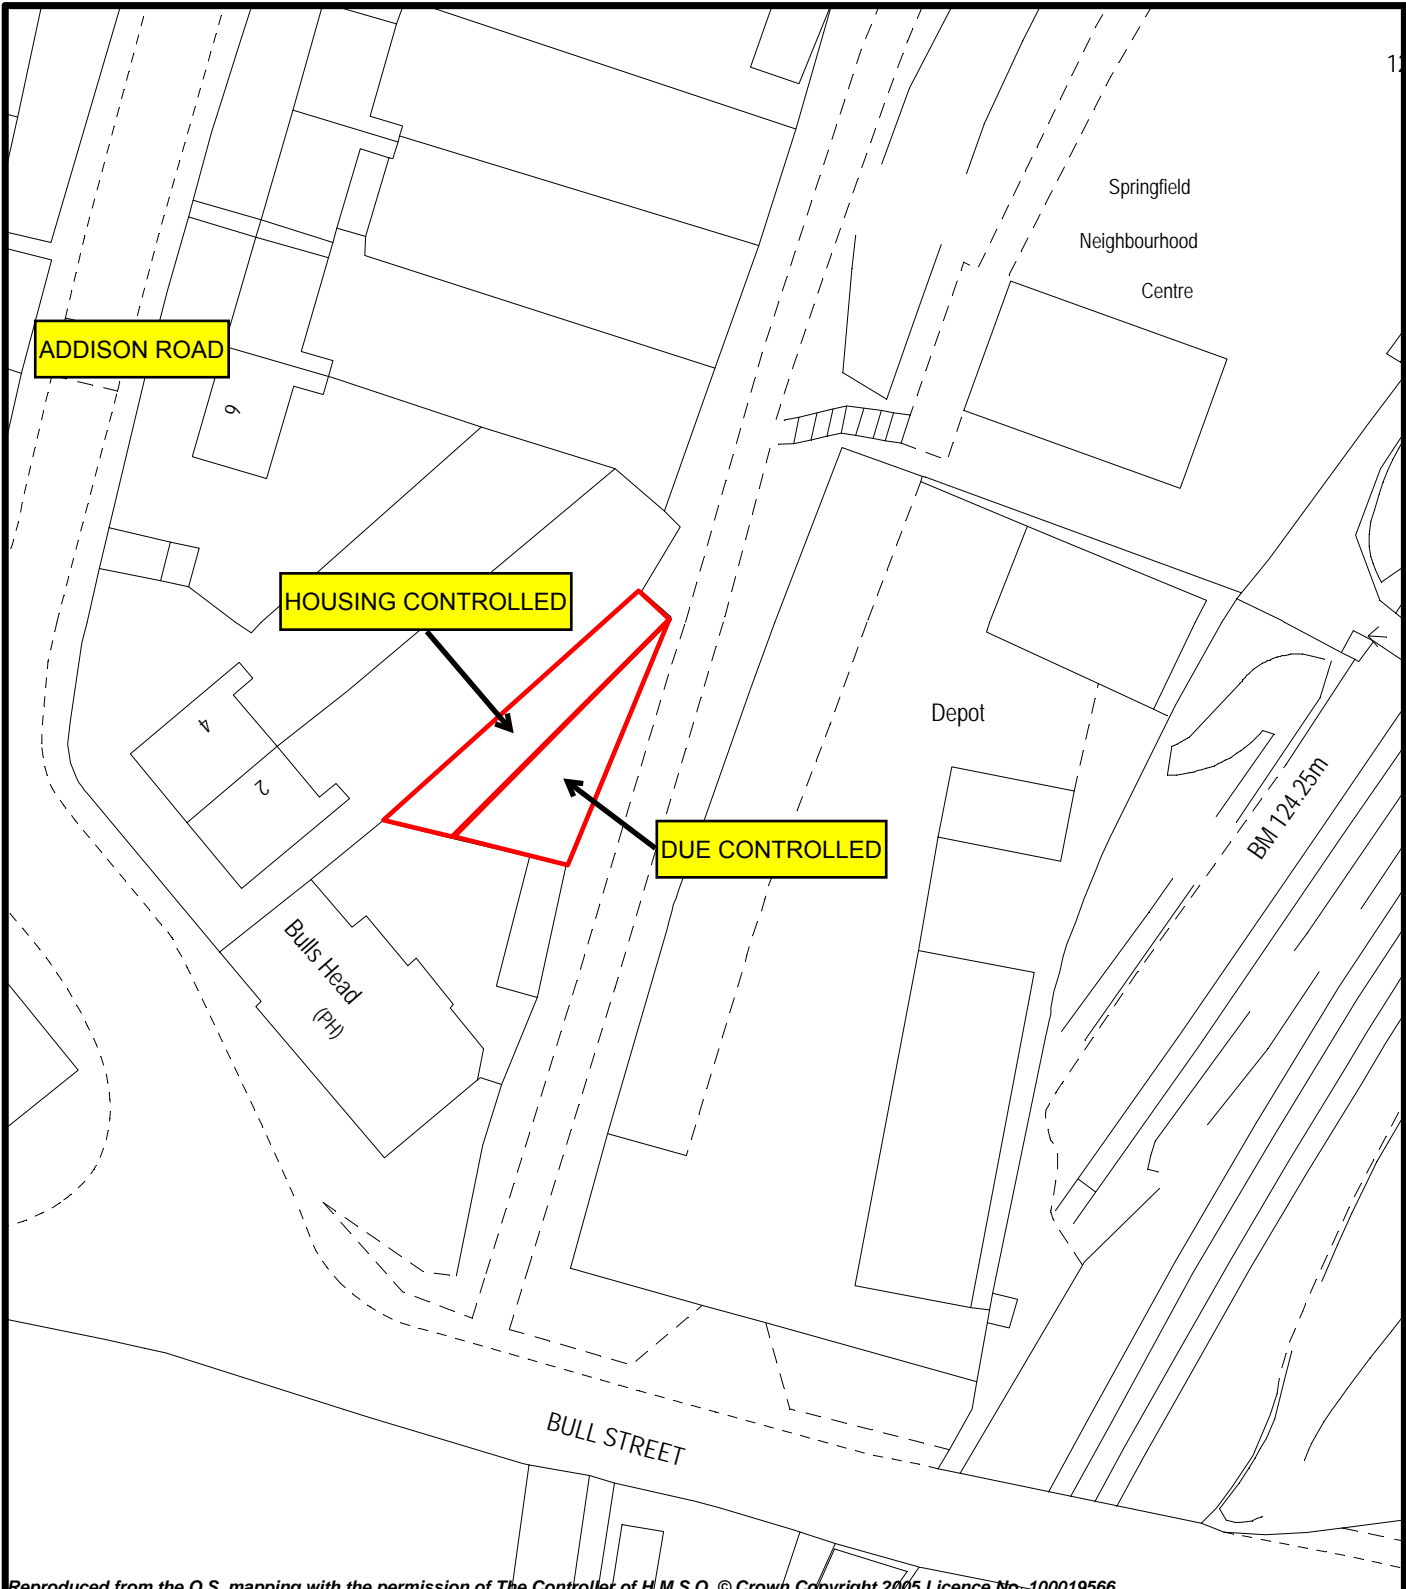 12
Springfield
Neighbourhood
Centre
ADDISON ROAD
6
HOUSING CONTROLLED
4
2
Depot
BM 124.25m
DUE CONTROLLED
Bulls Head
(PH)
BULL STREET
Reproduced from the O.S. mapping with the permission of The Controller of H.M.S.O. © Crown Copyright 2005 Licence No. 100019566